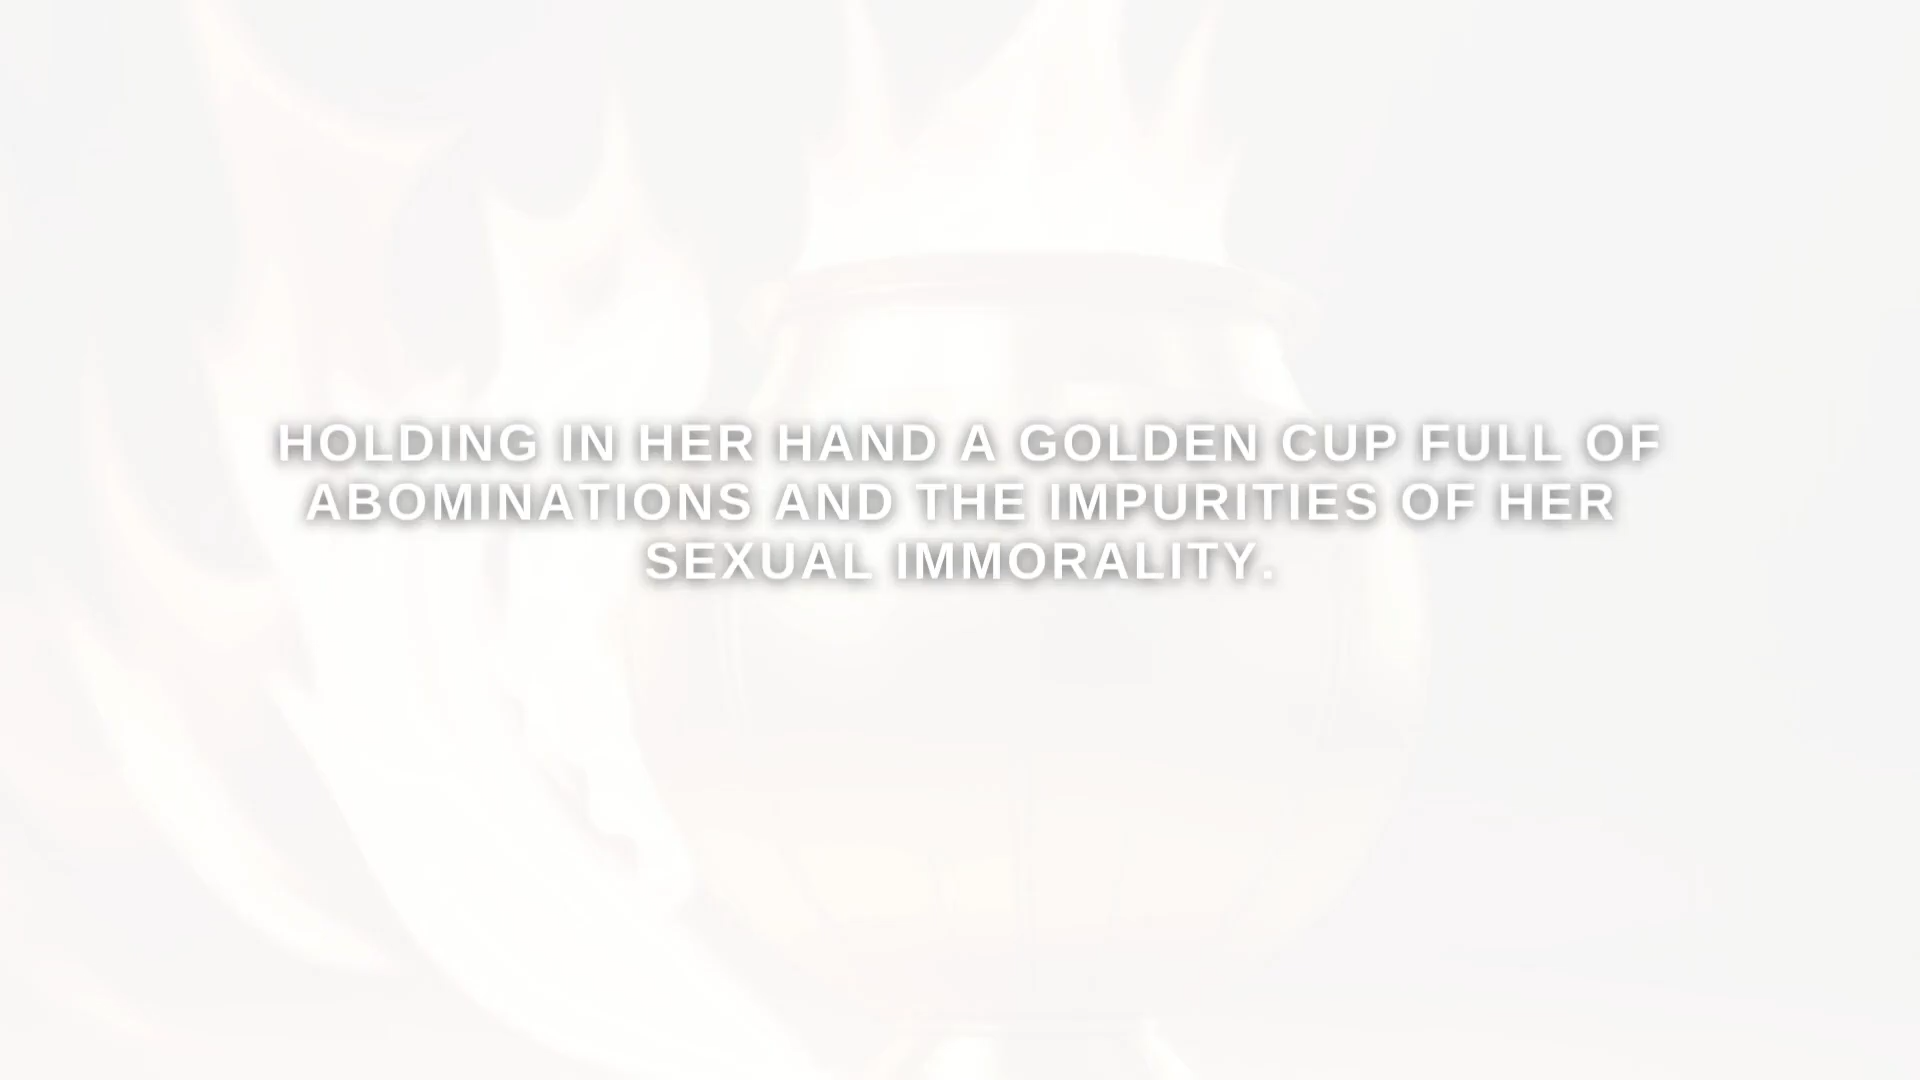 HOLDING IN HER HAND A GOLDEN CUP FULL OF
ABOMINATIONS AND THE IMPURITIES OF HER
SEXUAL IMMORALITY.